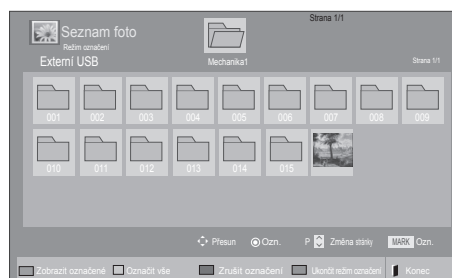 Strana 1/1
Seznam foto
Režim označení
Externí USB
Mechanika1
Strana 1/1
001 002 003 004 005 006 007 008 009
010 011 012 013 014 015
Přesun Ozn. P Změna stránky MARK Ozn.
Zobrazit označené Označit vše Zrušit označení Ukončit režim označení Konec